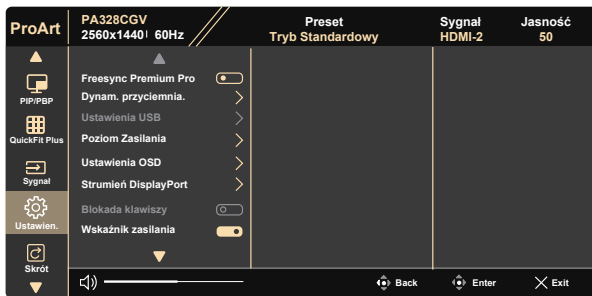 ProArt
PA328CGV
2560x1440 60Hz
Preset
Tryb Standardowy
Sygnał
HDMI-2
Jasność
50
PIP/PBP
QuickFit Plus
Sygnał
Ustawien.
Skrót
Freesync Premium Pro
Dynam. przyciemnia.
Ustawienia USB
Poziom Zasilania
Ustawienia OSD
Strumień DisplayPort
Blokada klawiszy
Wskaźnik zasilania
Back
Enter
Exit